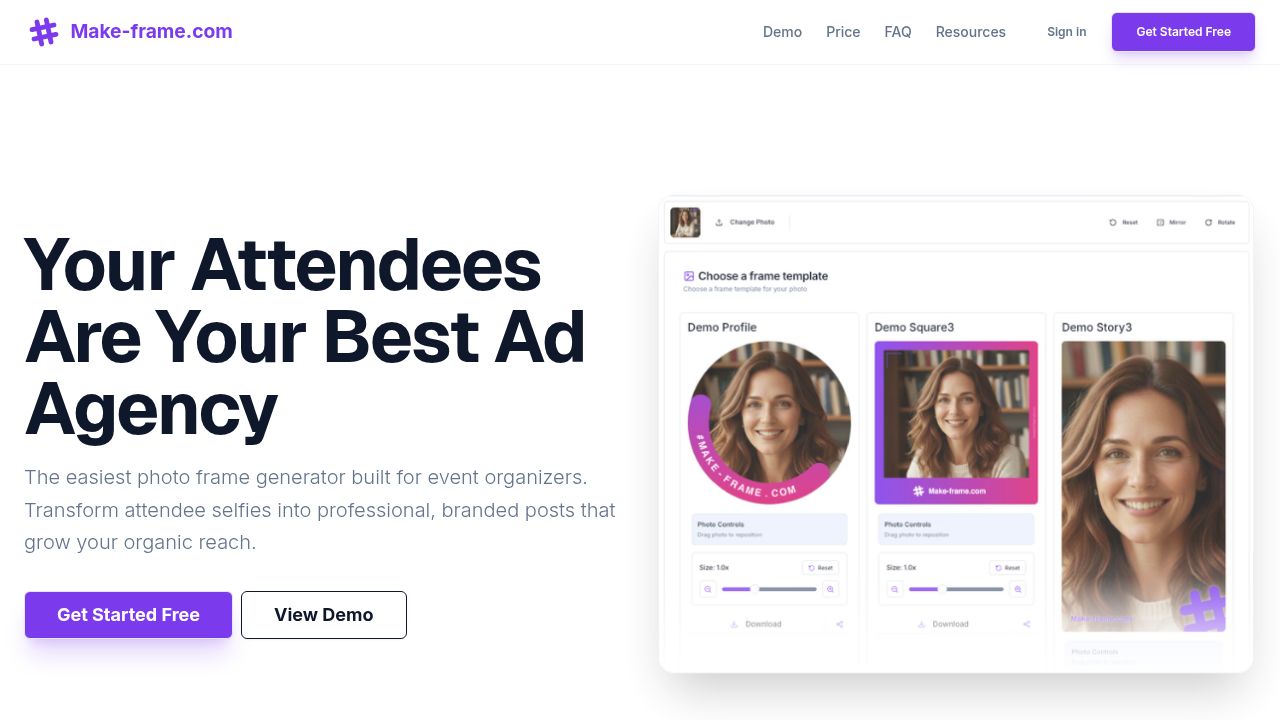 Make-frame.com
Demo
Price
FAQ
Resources
Sign in
Get Started Free
Your Attendees
Are Your Best Ad
Agency
The easiest photo frame generator built for event organizers.
Transform attendee selfies into professional, branded posts that
grow your organic reach.
Get Started Free
View Demo
Change Photo
Reset
Mirror
Rotate
Choose a frame template
Choose a frame template for your photo
Demo Profile
#MAKE-FRAME.COM
Photo Controls
Drag photo to reposition
Size: 1.0x
Reset
Download
Demo Square3
Make-frame.com
Photo Controls
Drag photo to reposition
Size: 1.0x
Reset
Download
Demo Story3
Photo Controls